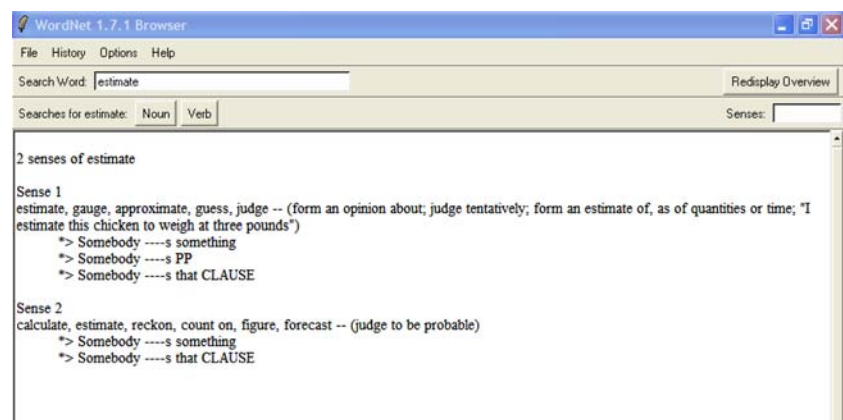 WordNet 1.7.1 Browser
File History Options Help
Search Word: estimate Redisplay Overview
Searches for estimate: Noun Verb Senses:
2 senses of estimate
Sense 1
estimate, gauge, approximate, guess, judge -- (form an opinion about; judge tentatively; form an estimate of, as of quantities or time; "I
estimate this chicken to weigh at three pounds")
*> Somebody ----s something
*> Somebody ----s PP
*> Somebody ----s that CLAUSE
Sense 2
calculate, estimate, reckon, count on, figure, forecast -- (judge to be probable)
*> Somebody ----s something
*> Somebody ----s that CLAUSE